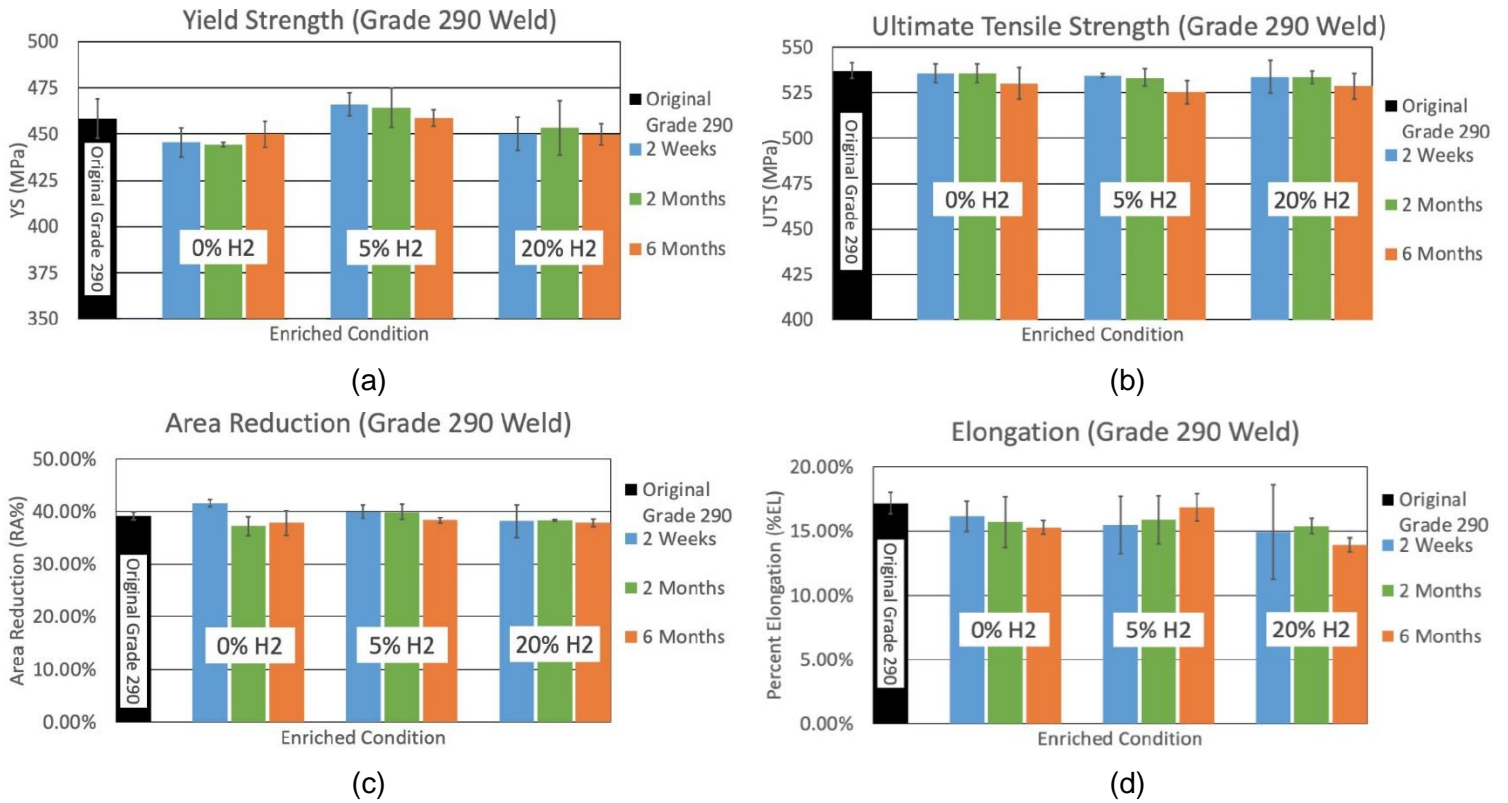 Yield Strength (Grade 290 Weld)
500
475
450
425
400
375
350
YS (MPa)
Original Grade 290
0% H2
5% H2
20% H2
Enriched Condition
Original
Grade 290
2 Weeks
2 Months
6 Months
(a)
Ultimate Tensile Strength (Grade 290 Weld)
550
525
500
475
450
425
400
UTS (MPa)
Original Grade 290
0% H2
5% H2
20% H2
Enriched Condition
Original
Grade 290
2 Weeks
2 Months
6 Months
(b)
Area Reduction (Grade 290 Weld)
50.00%
40.00%
30.00%
20.00%
10.00%
0.00%
Area Reduction (RA%)
Original Grade 290
0% H2
5% H2
20% H2
Enriched Condition
Original
Grade 290
2 Weeks
2 Months
6 Months
(c)
Elongation (Grade 290 Weld)
20.00%
15.00%
10.00%
5.00%
0.00%
Percent Elongation (%EL)
Original Grade 290
0% H2
5% H2
20% H2
Enriched Condition
Original
Grade 290
2 Weeks
2 Months
6 Months
(d)